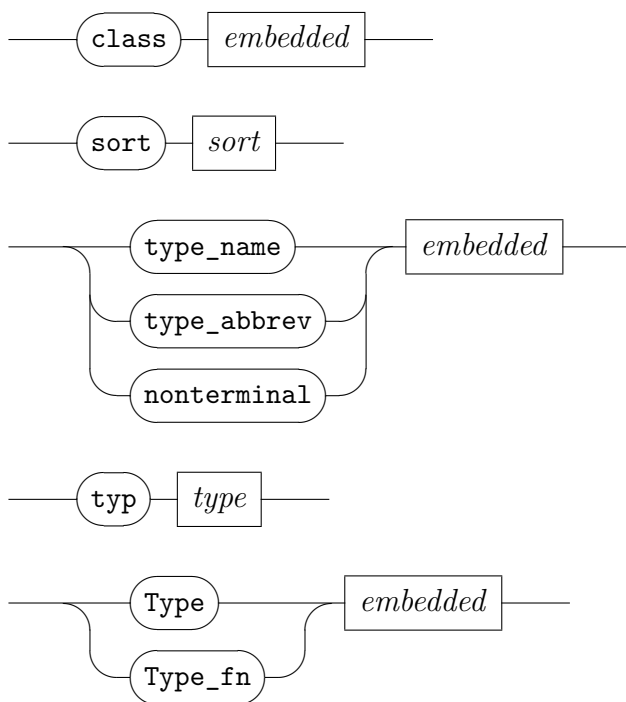 class embedded
sort sort
type_name embedded
type_abbrev
nonterminal
typ type
Type embedded
Type_fn